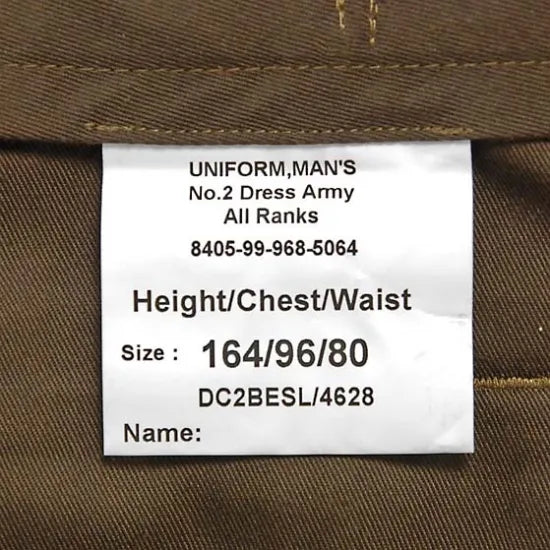 UNIFORM,MAN'S
No.2 Dress Army
All Ranks
8405-99-968-5064
Height/Chest/Waist
Size : 164/96/80
DC2BESL/4628
Name: